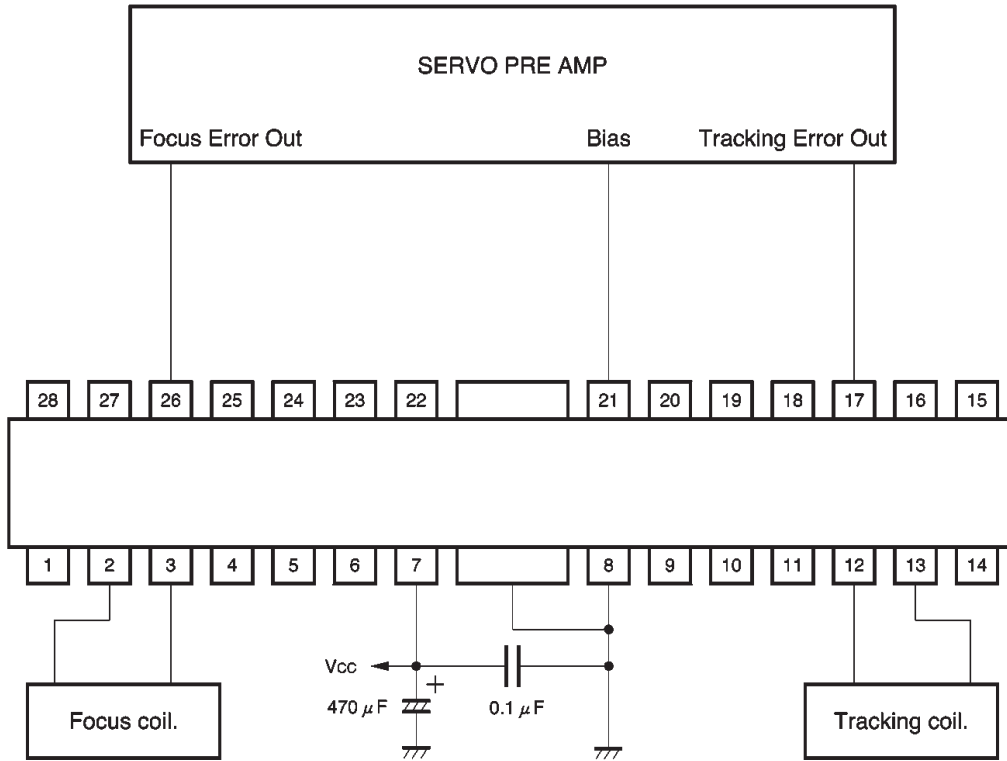 SERVO PRE AMP
Focus Error Out Bias Tracking Error Out
28 27 26 25 24 23 22 21 20 19 18 17 16 15
1 2 3 4 5 6 7 8 9 10 11 12 13 14
Vcc
+
470 μF 0.1 μF
Focus coil. Tracking coil.